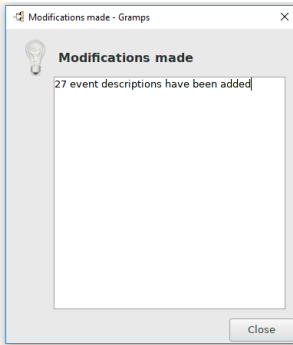 Modifications made - Gramps
Modifications made
27 event descriptions have been added
Close